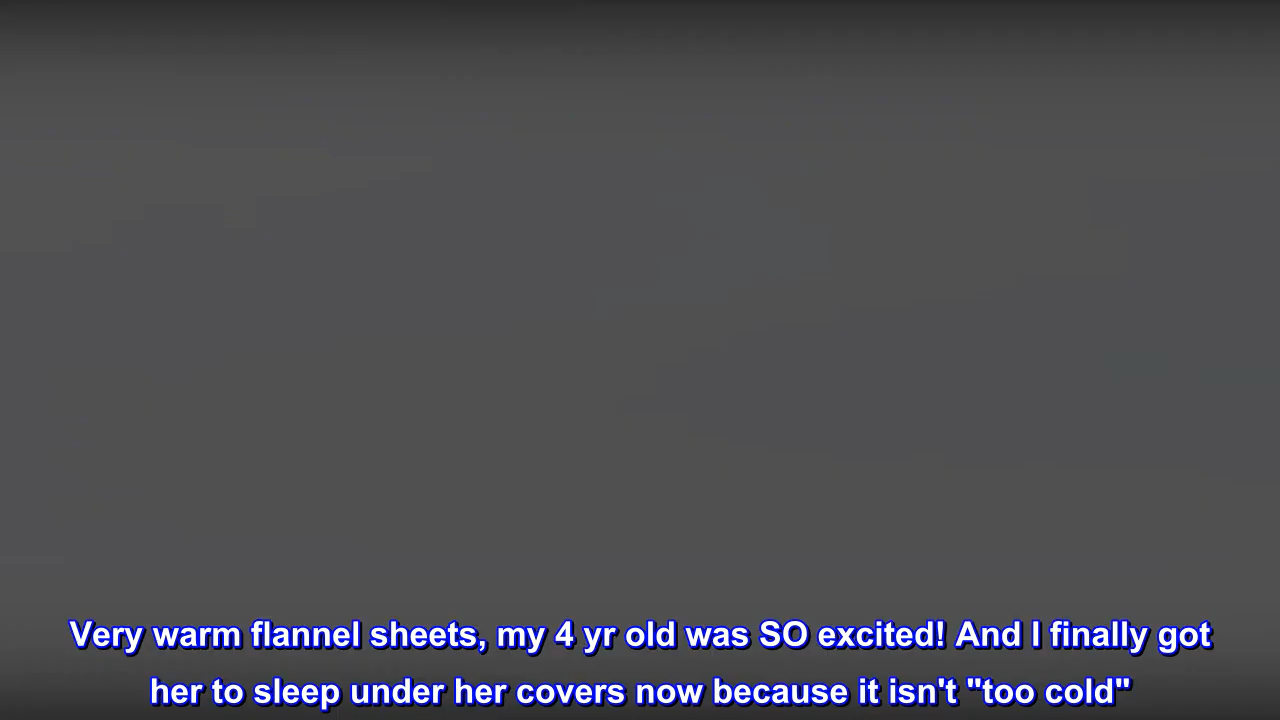 Very warm flannel sheets, my 4 yr old was SO excited! And I finally got
her to sleep under her covers now because it isn't "too cold"